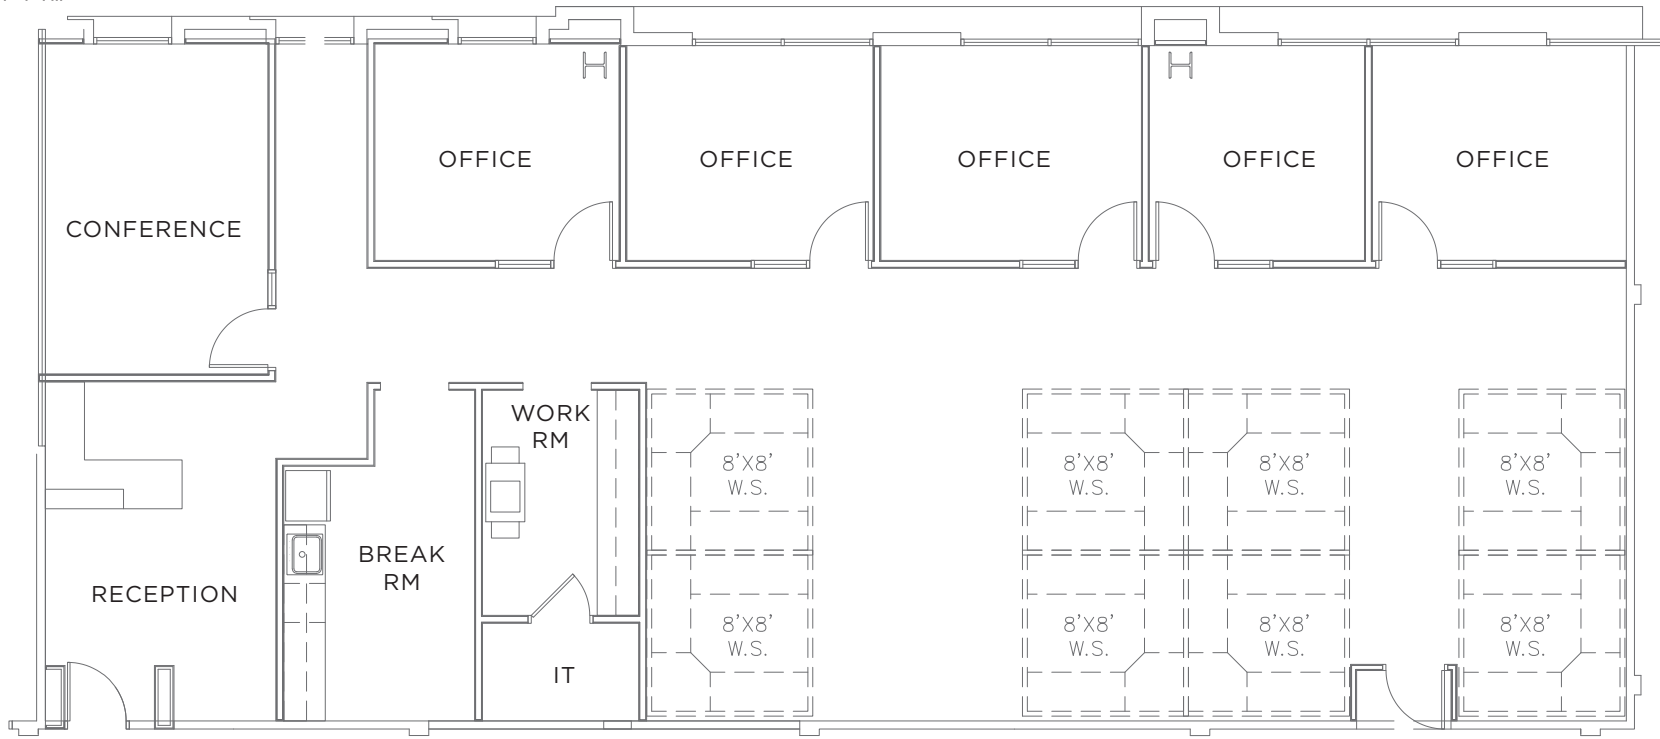 OFFICE
OFFICE
OFFICE
OFFICE
OFFICE
CONFERENCE
WORK
RM
8'X8'
W.S.
8'X8'
W.S.
8'X8'
W.S.
8'X8'
W.S.
BREAK
RM
RECEPTION
8'X8'
W.S.
8'X8'
W.S.
8'X8'
W.S.
8'X8'
W.S.
IT